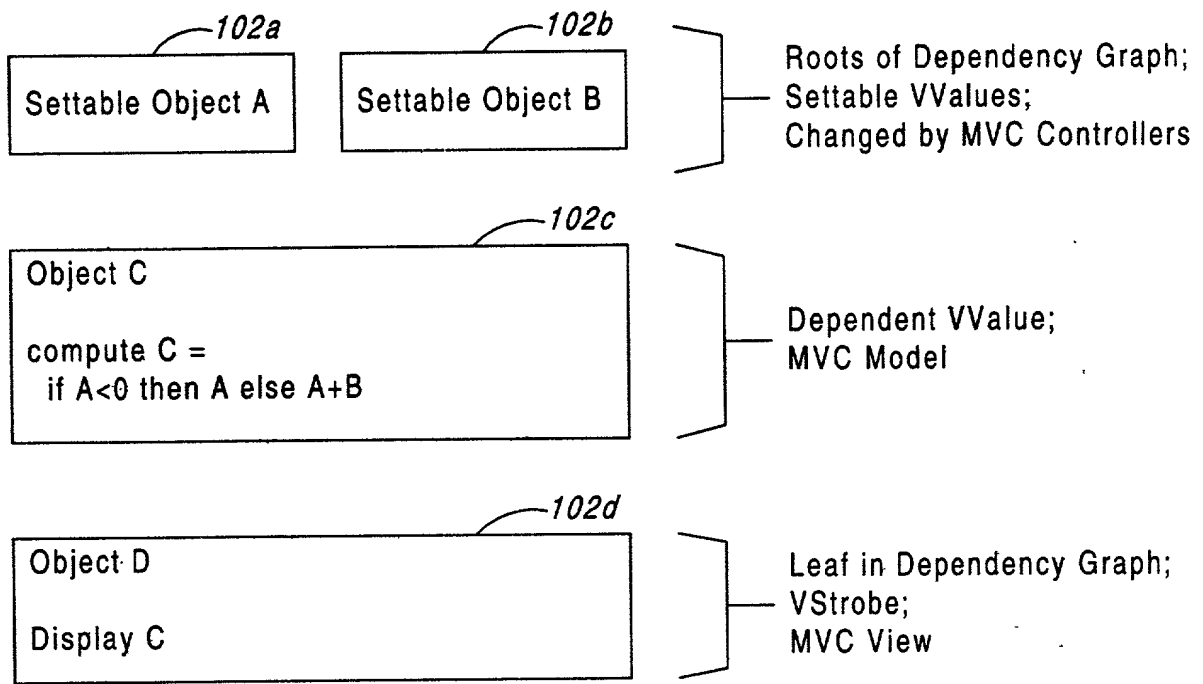 102a
102b
Settable Object A
Settable Object B
Roots of Dependency Graph;
Settable VValues;
Changed by MVC Controllers
102c
Object C
compute C =
if A<0 then A else A+B
Dependent VValue;
MVC Model
102d
Object D
Display C
Leaf in Dependency Graph;
VStrobe;
MVC View